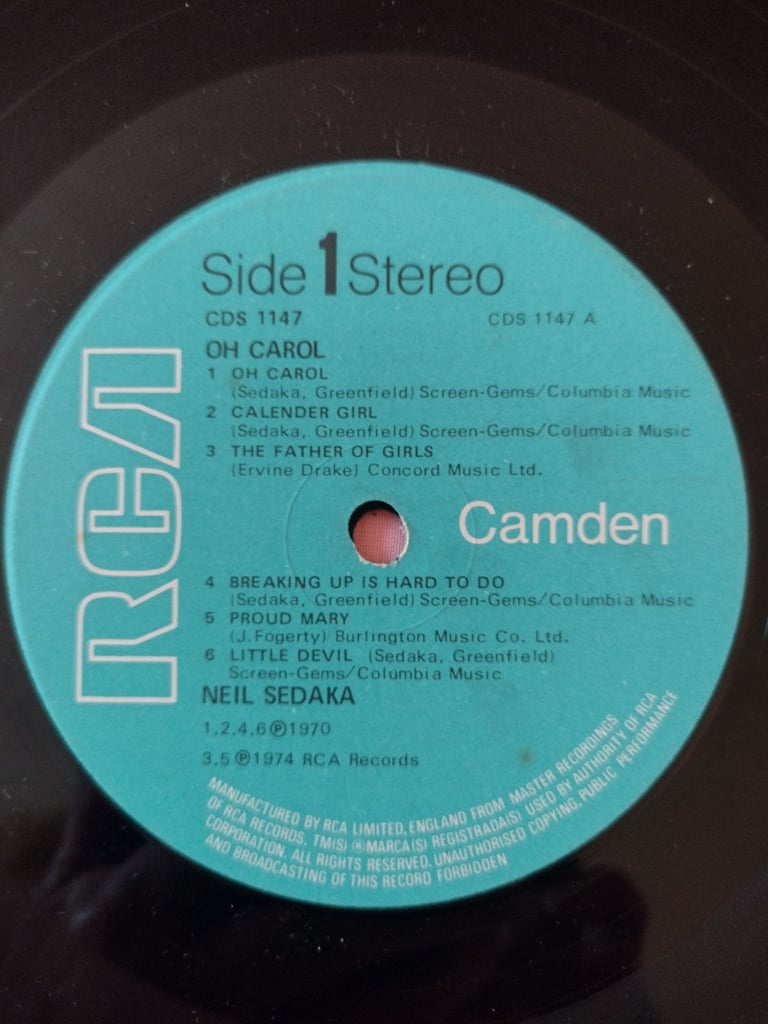 Side 1 Stereo
CDS 1147 CDS 1147 A
OH CAROL
1 OH CAROL
(Sedaka, Greenfield) Screen-Gems/Columbia Music
2 CALENDER GIRL
(Sedaka, Greenfield) Screen-Gems/Columbia Music
3 THE FATHER OF GIRLS
(Ervine Drake) Concord Music Ltd.
RCA
Camden
4 BREAKING UP IS HARD TO DO
(Sedaka, Greenfield) Screen-Gems/Columbia Music
5 PROUD MARY
(J.Fogerty) Burlington Music Co. Ltd.
6 LITTLE DEVIL (Sedaka, Greenfield)
Screen-Gems/Columbia Music
NEIL SEDAKA
1,2,4,6 ℗ 1970
3,5 ℗ 1974 RCA Records
MANUFACTURED BY RCA LIMITED, ENGLAND FROM MASTER RECORDINGS
OF RCA RECORDS, TM(S) ® MARCA(S) REGISTRADA(S) USED BY AUTHORITY OF RCA
CORPORATION. ALL RIGHTS RESERVED. UNAUTHORISED COPYING, PUBLIC PERFORMANCE
AND BROADCASTING OF THIS RECORD FORBIDDEN